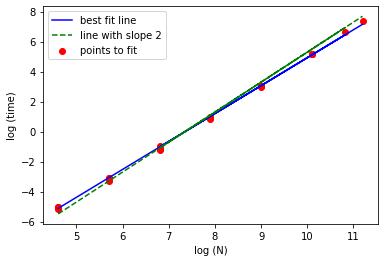 8
6
4
2
0
−2
−4
−6
log (time)
best fit line
line with slope 2
points to fit
5 6 7 8 9 10 11
log (N)